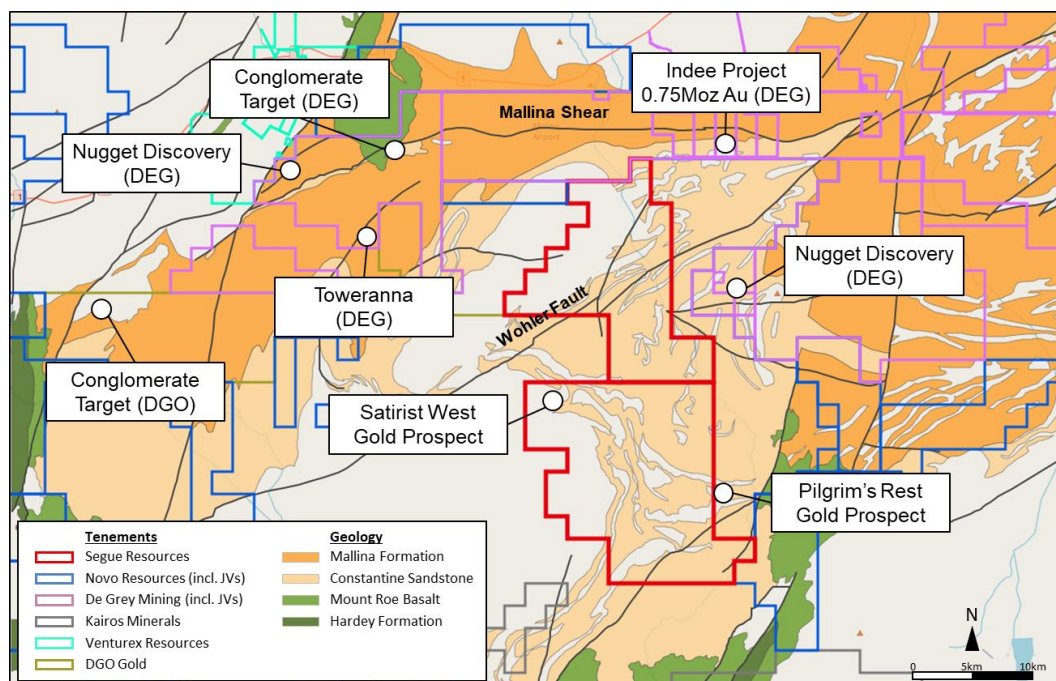 Conglomerate
Target (DEG)
Indee Project
0.75Moz Au (DEG)
Mallina Shear
Nugget Discovery
(DEG)
1
1
Airport
Nugget Discovery
(DEG)
Toweranna
(DEG)
Wohler Fault
Conglomerate
Target (DGO)
Satirist West
Gold Prospect
Pilgrim's Rest
Gold Prospect
Tenements
Segue Resources
Novo Resources (incl. JVs)
De Grey Mining (incl. JVs)
Kairos Minerals
Venturex Resources
DGO Gold
Geology
Mallina Formation
Constantine Sandstone
Mount Roe Basalt
Hardey Formation
N
0 5km 10km